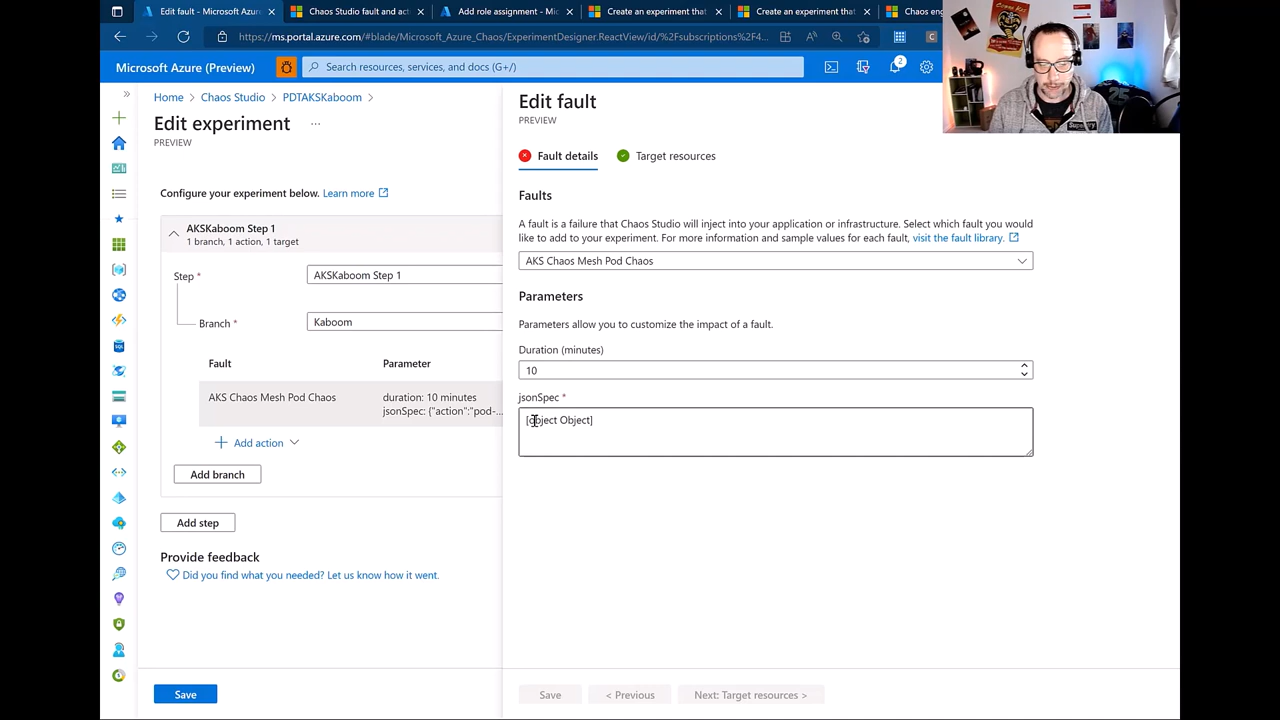 Edit fault - Microsoft Azure (Preview)
Chaos Studio fault and acti
Add role assignment - Mic
Create an experiment that
Create an experiment that
Chaos eng
https://ms.portal.azure.com/#blade/Microsoft_Azure_Chaos/ExperimentDesigner.ReactView/id/%2Fsubscriptions%2F4...
Microsoft Azure (Preview)
Search resources, services, and docs (G+/)
2
Home > Chaos Studio > PDTAKSKaboom >
Edit experiment ...
PREVIEW
Configure your experiment below. Learn more
AKSKaboom Step 1
1 branch, 1 action, 1 target
Step *
AKSKaboom Step 1
Branch *
Kaboom
Fault
Parameter
AKS Chaos Mesh Pod Chaos
duration: 10 minutes
jsonSpec: {"action":"pod-...
Add action
Add branch
Add step
Provide feedback
Did you find what you needed? Let us know how it went.
Save
Edit fault
PREVIEW
Fault details
Target resources
Faults
A fault is a failure that Chaos Studio will inject into your application or infrastructure. Select which fault you would
like to add to your experiment. For more information and sample values for each fault, visit the fault library.
AKS Chaos Mesh Pod Chaos
Parameters
Parameters allow you to customize the impact of a fault.
Duration (minutes)
10
jsonSpec *
[object Object]
Save
< Previous
Next: Target resources >